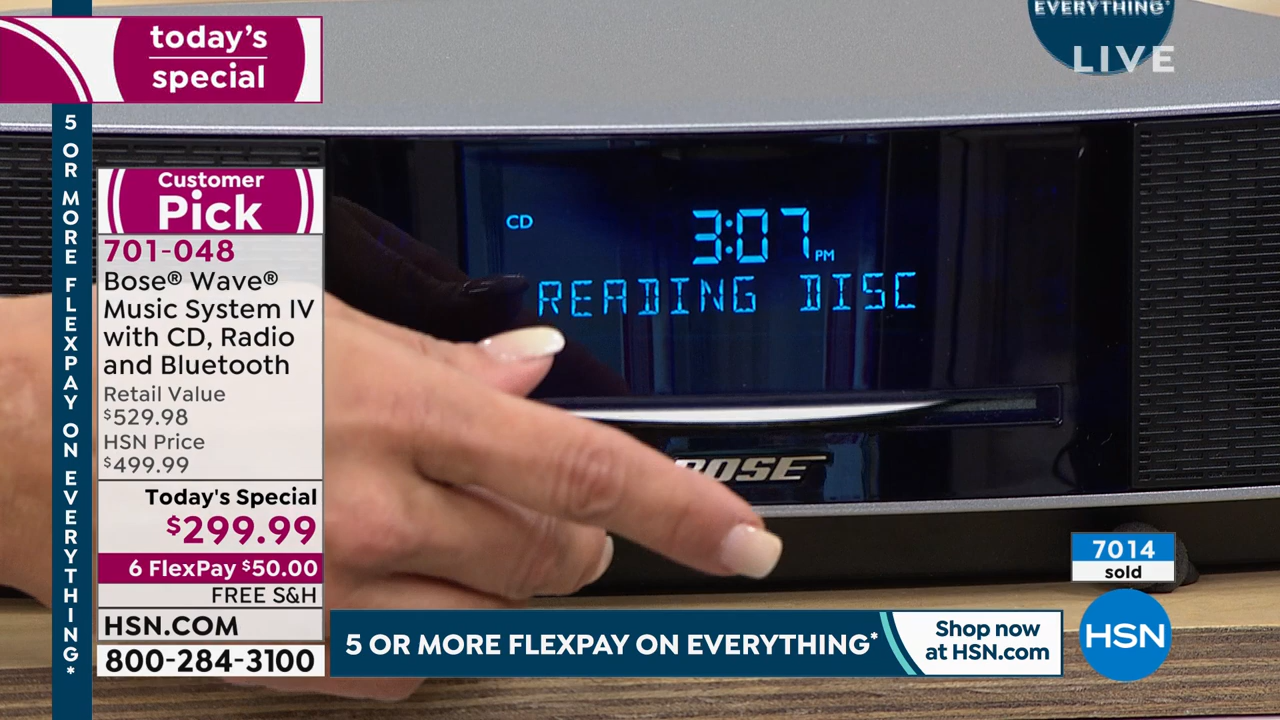 today's
special
5 OR MORE FLEXPAY ON EVERYTHING*
Customer
Pick
701-048
Bose® Wave®
Music System IV
with CD, Radio
and Bluetooth
Retail Value
$529.98
HSN Price
$499.99
Today's Special
$299.99
6 FlexPay $50.00
FREE S&H
HSN.COM
800-284-3100
EVERYTHING*
LIVE
CD
3:07 PM
READING DISC
BOSE
7014
sold
5 OR MORE FLEXPAY ON EVERYTHING*
Shop now
at HSN.com
HSN